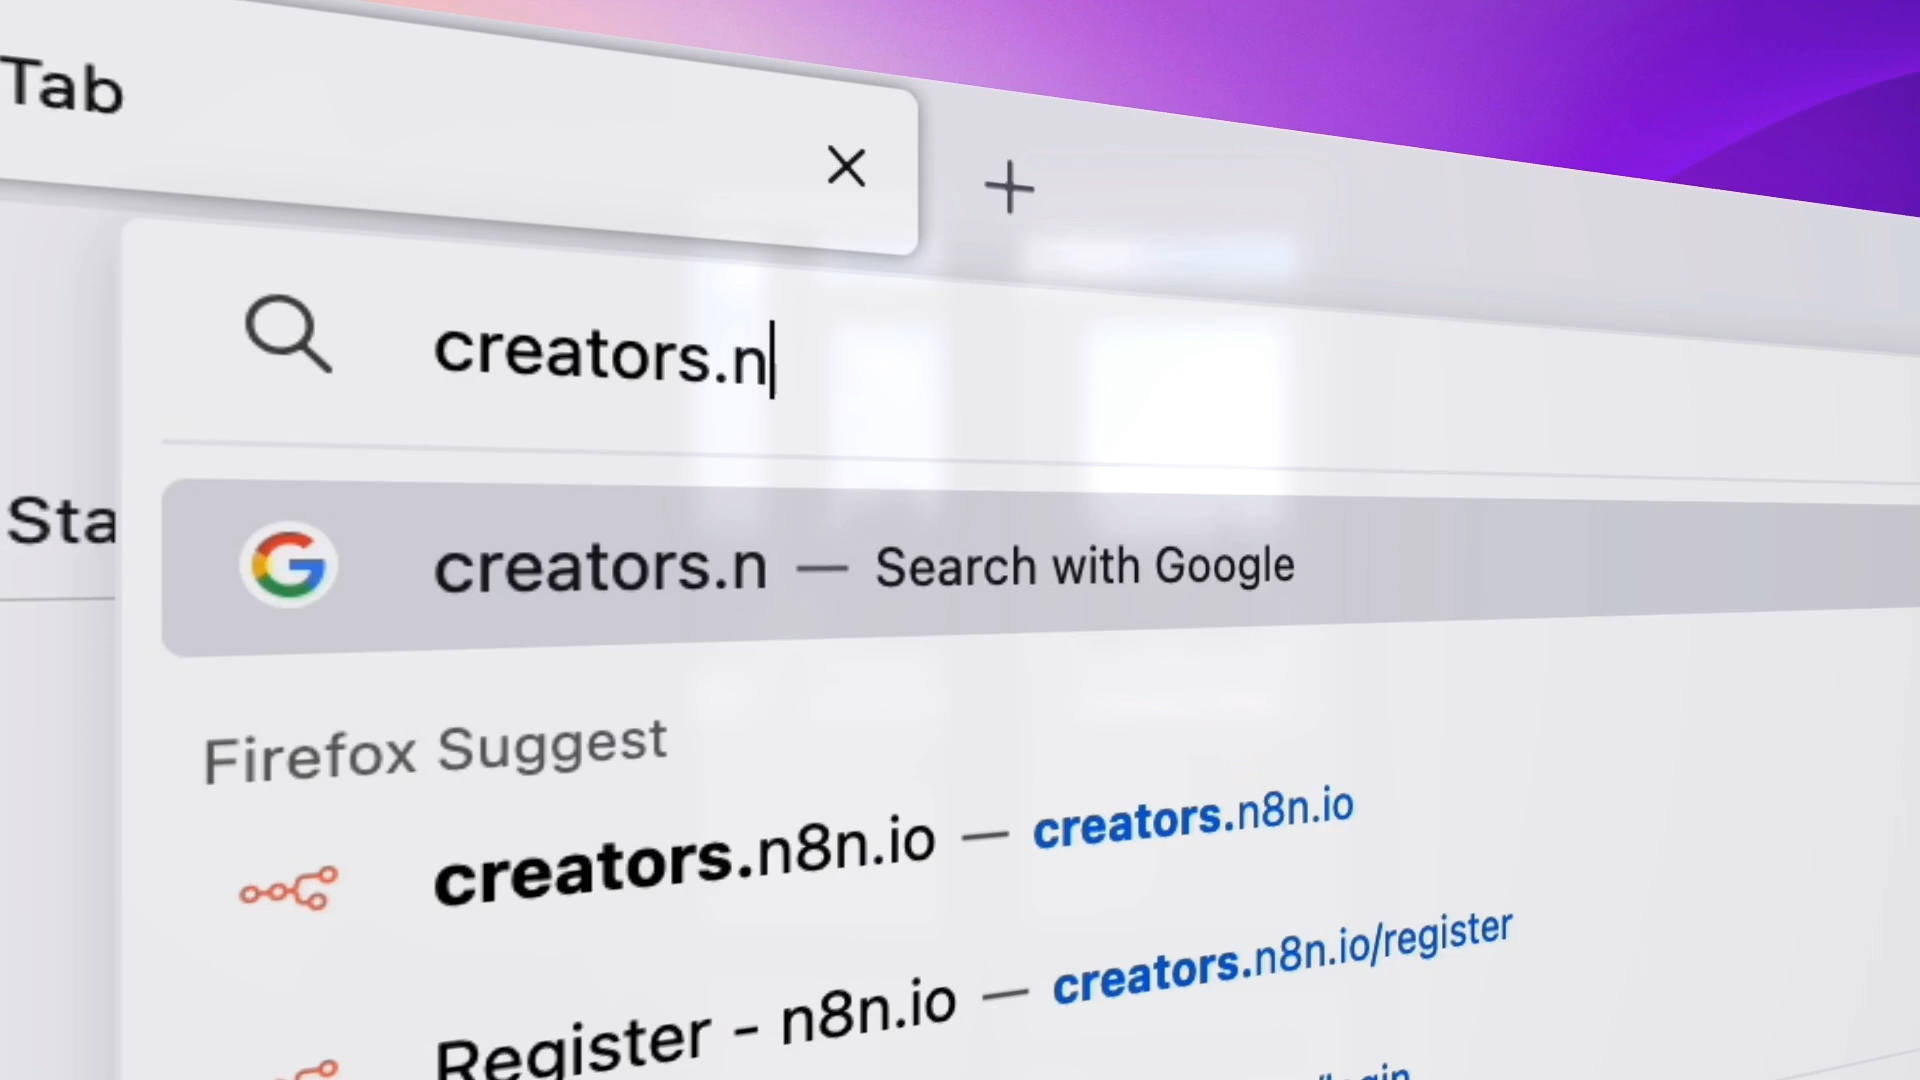 Tab
creators.n
Sta
creators.n — Search with Google
Firefox Suggest
creators.n8n.io — creators.n8n.io
Register - n8n.io — creators.n8n.io/register
/login